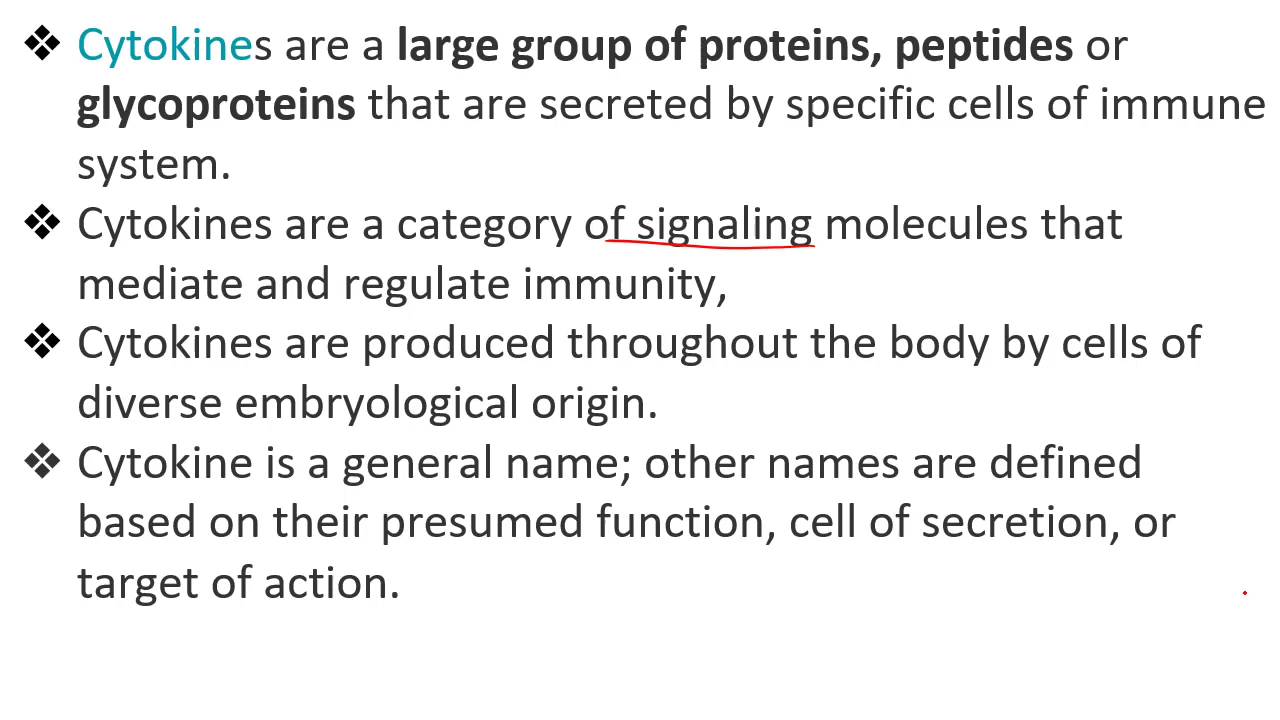 ❖ Cytokines are a large group of proteins, peptides or
glycoproteins that are secreted by specific cells of immune
system.
❖ Cytokines are a category of signaling molecules that
mediate and regulate immunity,
❖ Cytokines are produced throughout the body by cells of
diverse embryological origin.
❖ Cytokine is a general name; other names are defined
based on their presumed function, cell of secretion, or
target of action.